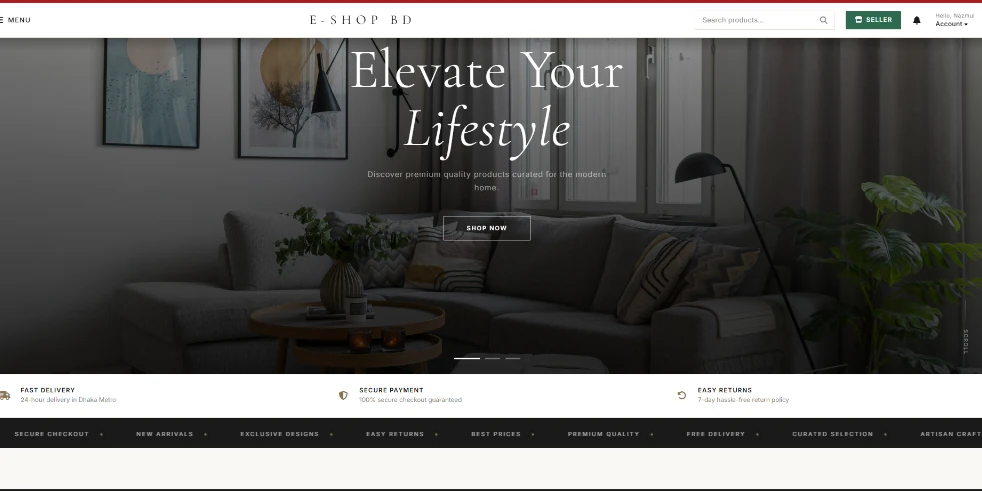 MENU
E-SHOP BD
Search products...
SELLER
Hello, Nazmul
Account
Elevate Your
Lifestyle
Discover premium quality products curated for the modern
home.
SHOP NOW
SCROLL
FAST DELIVERY
24-hour delivery in Dhaka Metro
SECURE PAYMENT
100% secure checkout guaranteed
EASY RETURNS
7-day hassle-free return policy
SECURE CHECKOUT • NEW ARRIVALS • EXCLUSIVE DESIGNS • EASY RETURNS • BEST PRICES • PREMIUM QUALITY • FREE DELIVERY • CURATED SELECTION • ARTISAN CRAFT